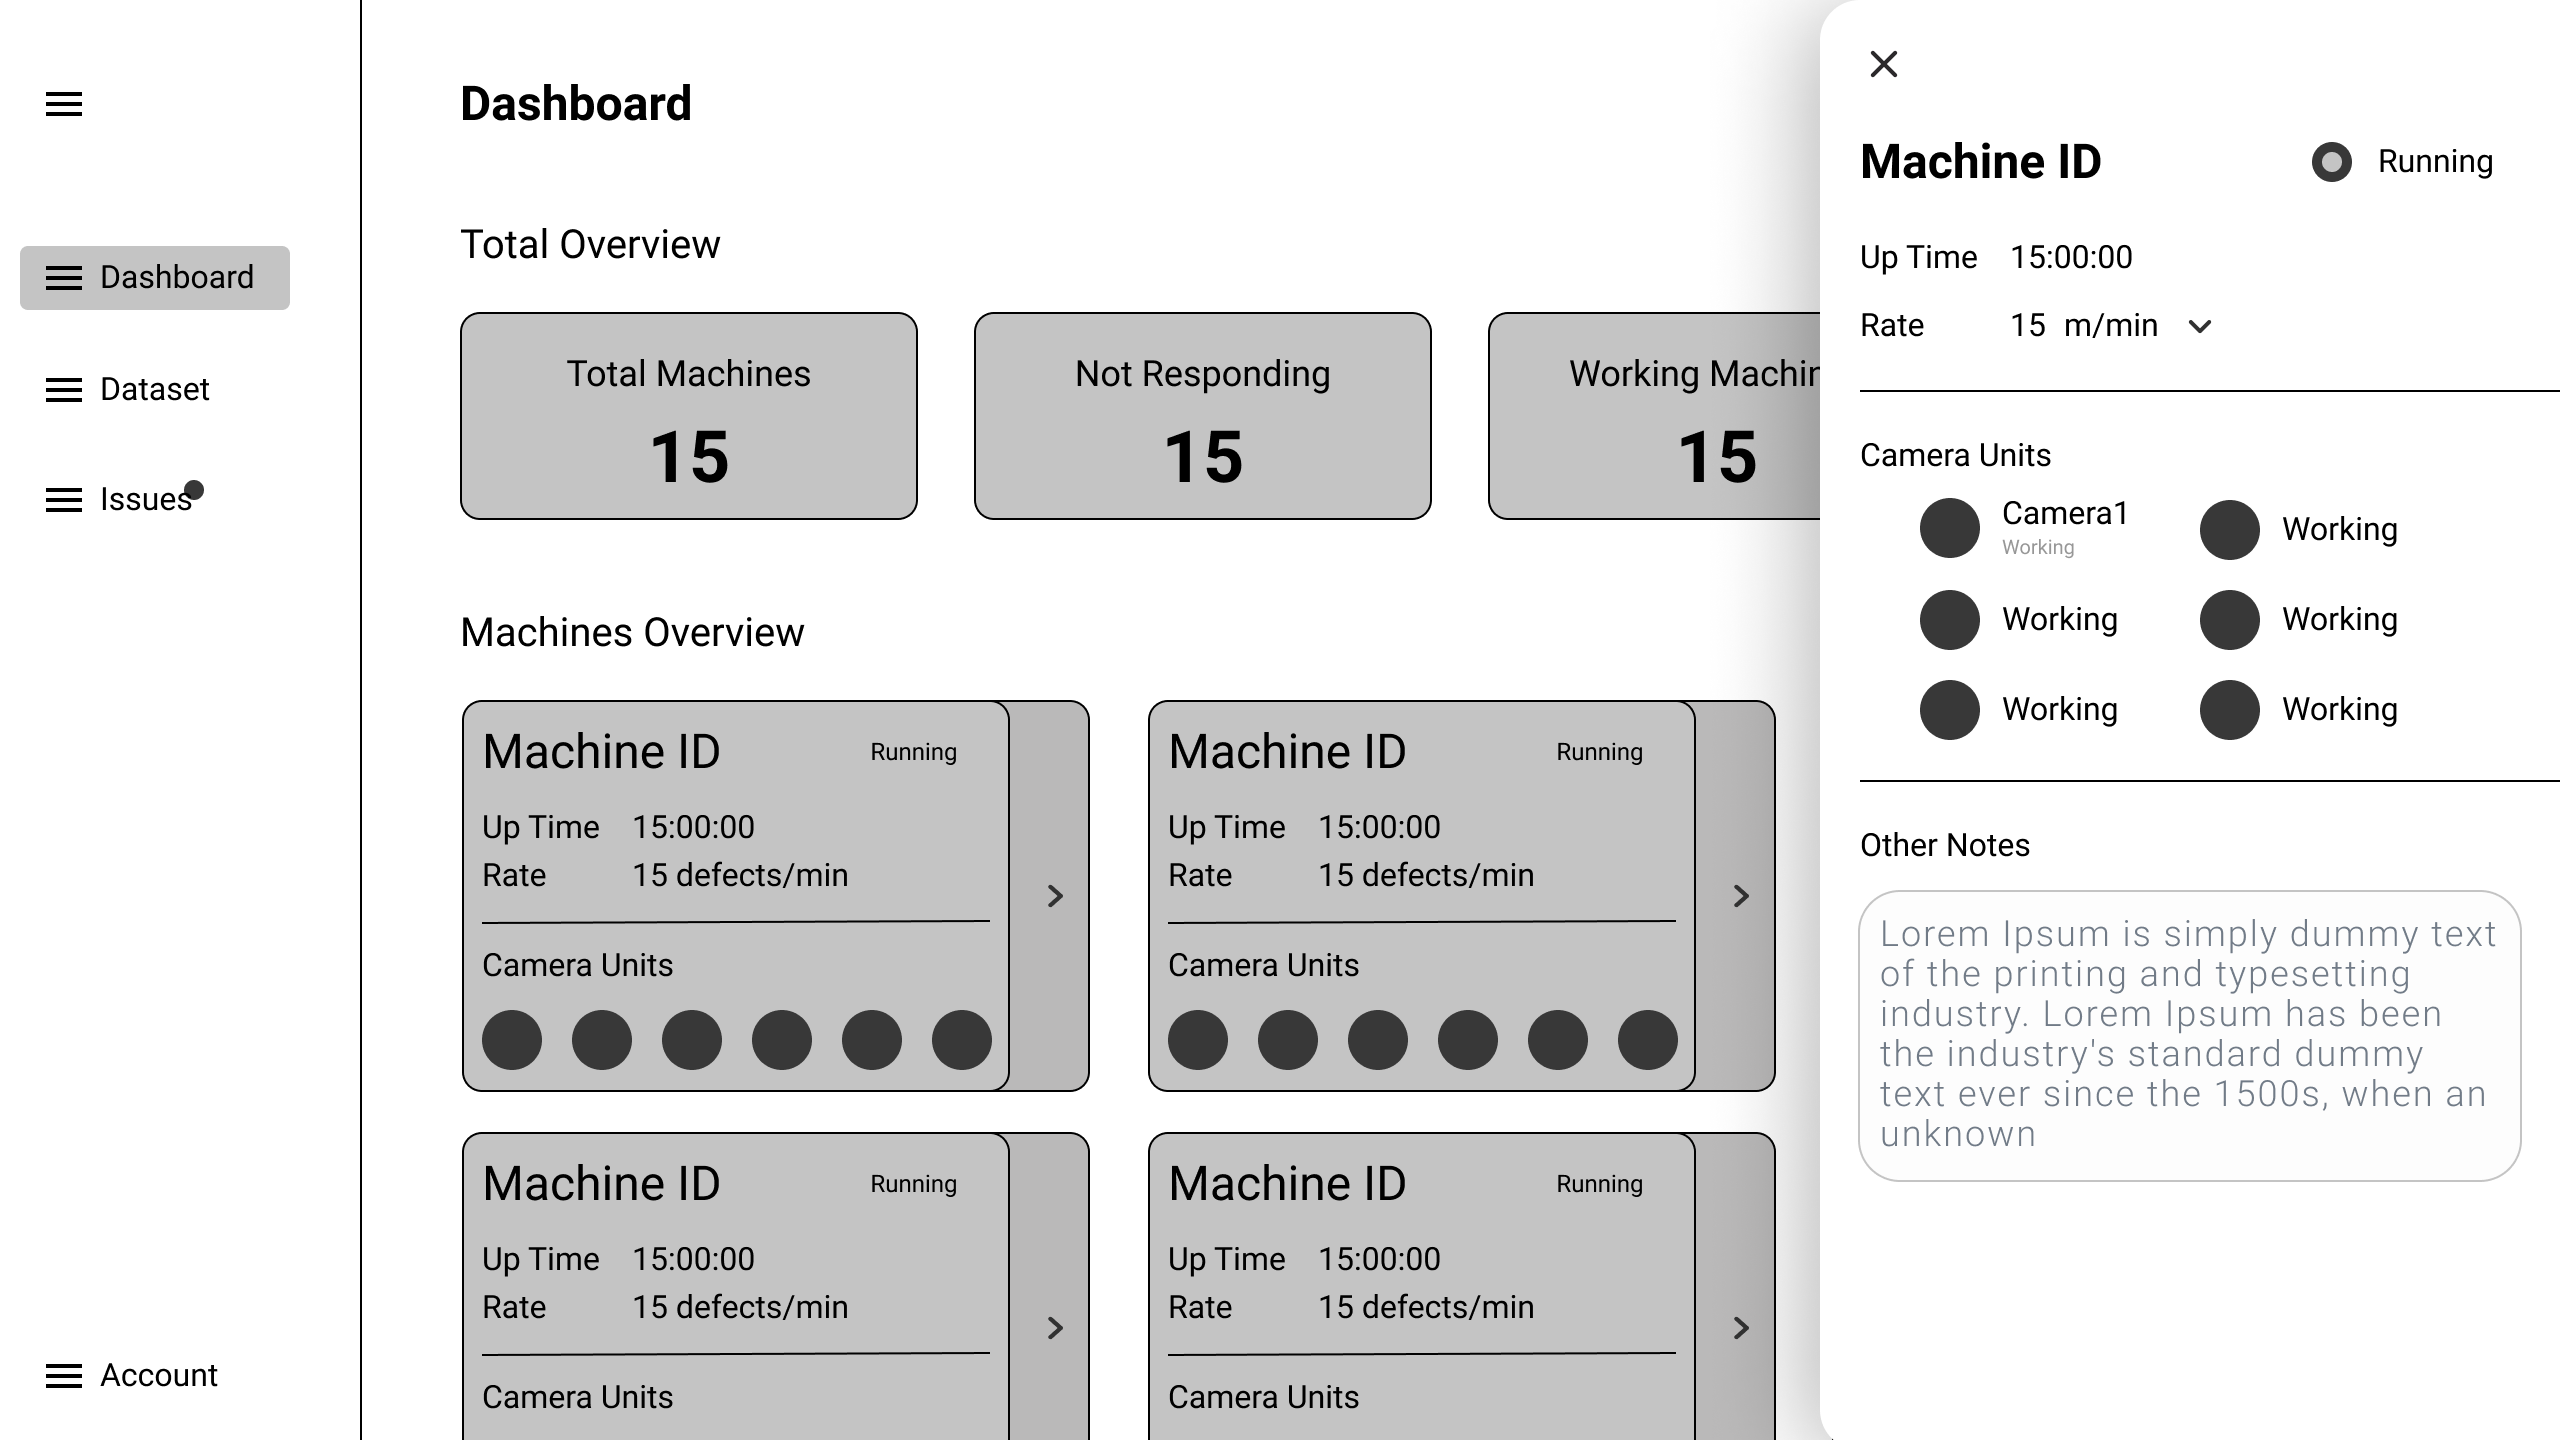 Dashboard
Dataset
Issues
Account
Dashboard
Total Overview
Total Machines
15
Not Responding
15
Working Machin
15
Machines Overview
Machine ID Running
Up Time 15:00:00
Rate 15 defects/min
Camera Units
Machine ID Running
Up Time 15:00:00
Rate 15 defects/min
Camera Units
Machine ID Running
Up Time 15:00:00
Rate 15 defects/min
Camera Units
Machine ID Running
Up Time 15:00:00
Rate 15 defects/min
Camera Units
Machine ID Running
Up Time 15:00:00
Rate 15 m/min
Camera Units
Camera1
Working
Working
Working Working
Working Working
Other Notes
Lorem Ipsum is simply dummy text
of the printing and typesetting
industry. Lorem Ipsum has been
the industry's standard dummy
text ever since the 1500s, when an
unknown